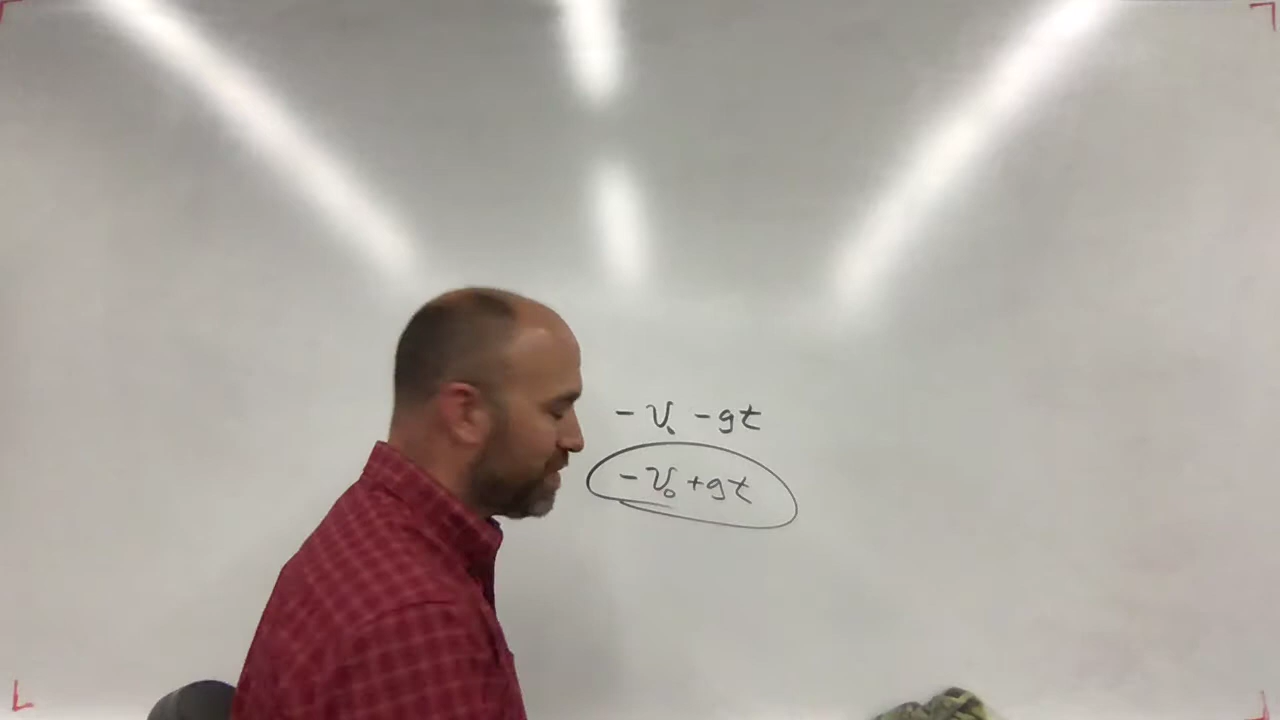 -v₀ -gt
-v₀ +gt